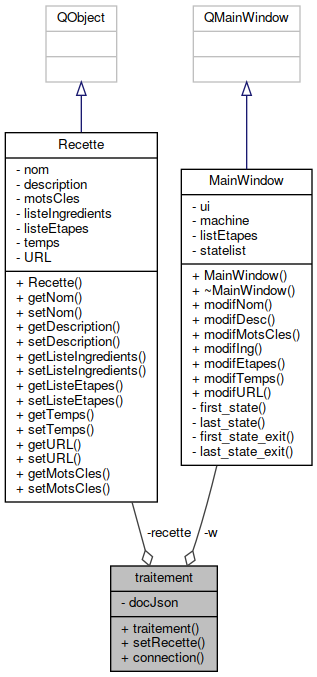 QObject
QMainWindow
Recette
- nom
- description
- motsCles
- listeIngredients
- listeEtapes
- temps
- URL
+ Recette()
+ getNom()
+ setNom()
+ getDescription()
+ setDescription()
+ getListeIngredients()
+ setListeIngredients()
+ getListeEtapes()
+ setListeEtapes()
+ getTemps()
+ setTemps()
+ getURL()
+ setURL()
+ getMotsCles()
+ setMotsCles()
MainWindow
- ui
- machine
- listEtapes
- statelist
+ MainWindow()
+ ~MainWindow()
+ modifNom()
+ modifDesc()
+ modifMotsCles()
+ modifIng()
+ modifEtapes()
+ modifTemps()
+ modifURL()
- first_state()
- last_state()
- first_state_exit()
- last_state_exit()
-recette
-w
traitement
- docJson
+ traitement()
+ setRecette()
+ connection()